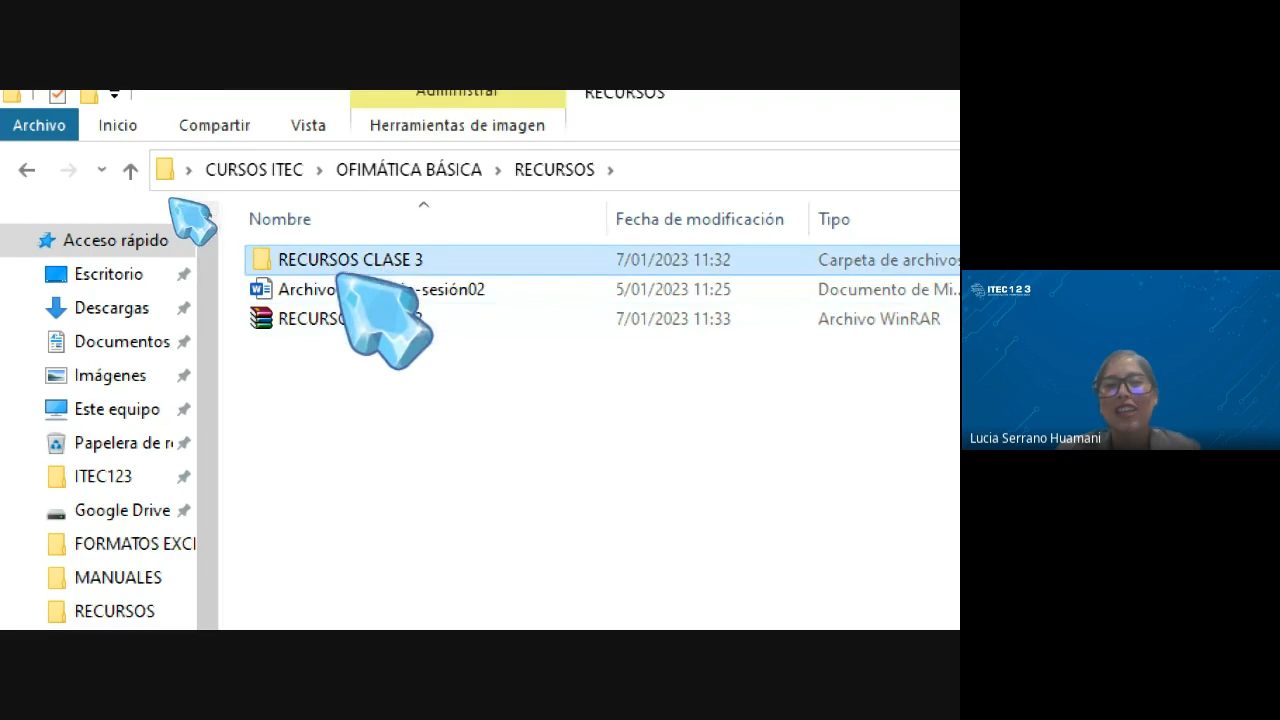 Administrar
RECURSOS
Archivo
Inicio
Compartir
Vista
Herramientas de imagen
CURSOS ITEC
OFIMÁTICA BÁSICA
RECURSOS
Nombre
Fecha de modificación
Tipo
Acceso rápido
RECURSOS CLASE 3
7/01/2023 11:32
Carpeta de archivos
Escritorio
Archivo
-sesión02
5/01/2023 11:25
Documento de Mi...
Descargas
7/01/2023 11:33
Archivo WinRAR
Documentos
Imágenes
Este equipo
Papelera de r
ITEC123
Google Drive
FORMATOS EXC
MANUALES
RECURSOS
ITEC123
Lucia Serrano Huamani